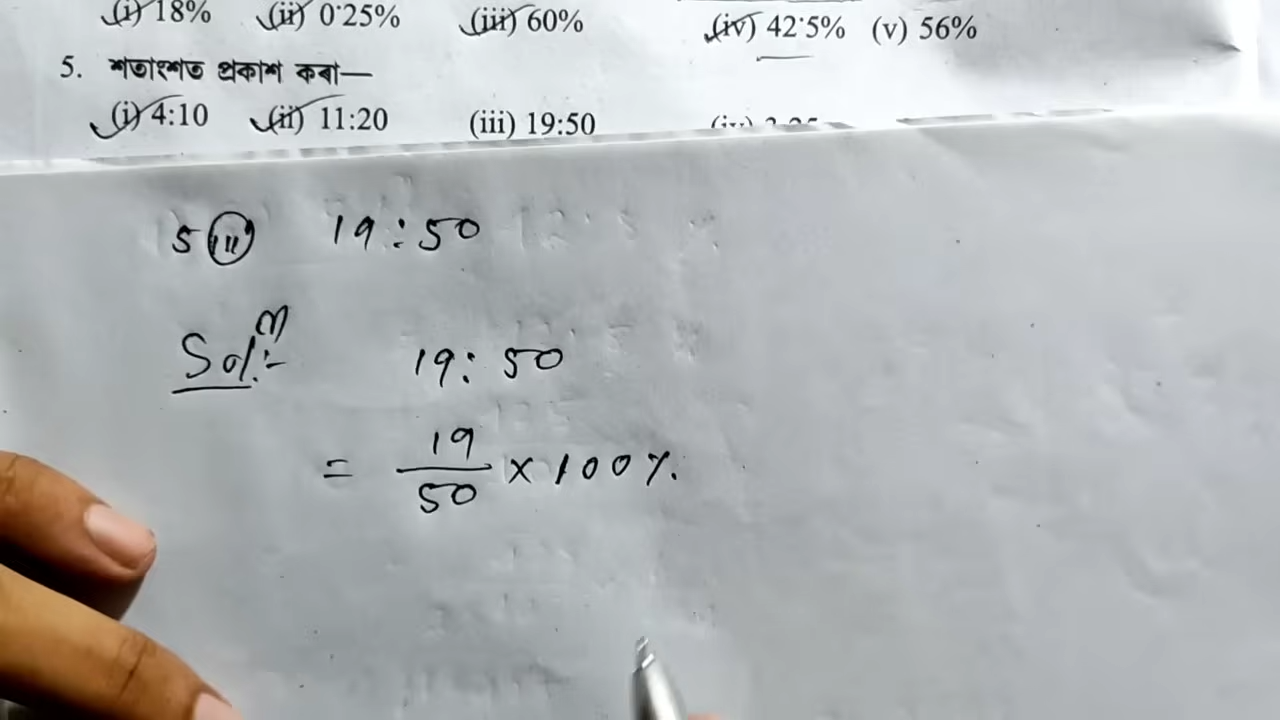 (i) 18% (ii) 0·25% (iii) 60% (iv) 42·5% (v) 56%
5. শতাংশত প্ৰকাশ কৰা—
(i) 4:10 (ii) 11:20 (iii) 19:50
5 (iii) 19:50
Solⁿ:- 19: 50
= 19/50 × 100%.